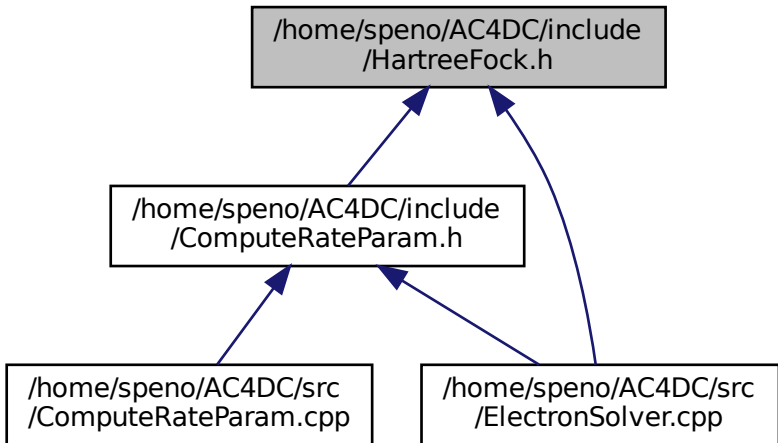 /home/speno/AC4DC/include
/HartreeFock.h
/home/speno/AC4DC/include
/ComputeRateParam.h
/home/speno/AC4DC/src
/ComputeRateParam.cpp
/home/speno/AC4DC/src
/ElectronSolver.cpp